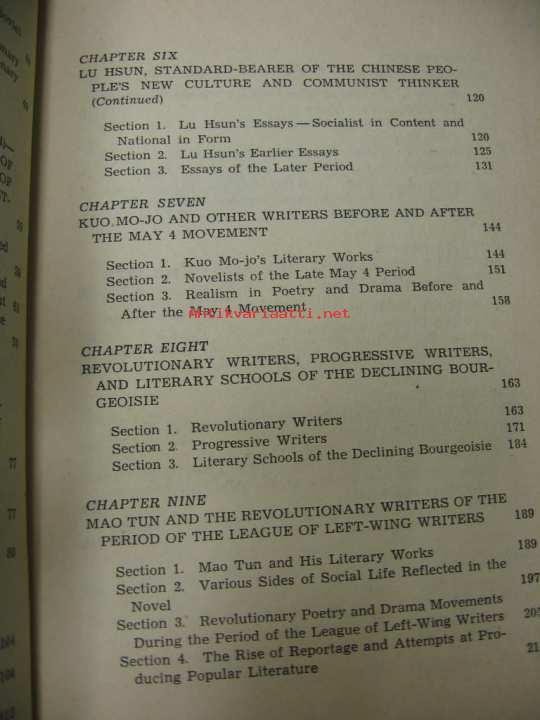 CHAPTER SIX
LU HSUN, STANDARD-BEARER OF THE CHINESE PEO-
PLE'S NEW CULTURE AND COMMUNIST THINKER
(Continued) 120
Section 1. Lu Hsun's Essays — Socialist in Content and
National in Form 120
Section 2. Lu Hsun's Earlier Essays 125
Section 3. Essays of the Later Period 131
CHAPTER SEVEN
KUO MO-JO AND OTHER WRITERS BEFORE AND AFTER
THE MAY 4 MOVEMENT 144
Section 1. Kuo Mo-jo's Literary Works 144
Section 2. Novelists of the Late May 4 Period 151
Section 3. Realism in Poetry and Drama Before and
After the May 4 Movement 158
Antikvariaatti.net
CHAPTER EIGHT
REVOLUTIONARY WRITERS, PROGRESSIVE WRITERS,
AND LITERARY SCHOOLS OF THE DECLINING BOUR-
GEOISIE 163
Section 1. Revolutionary Writers 163
Section 2. Progressive Writers 171
Section 3. Literary Schools of the Declining Bourgeoisie 184
CHAPTER NINE
MAO TUN AND THE REVOLUTIONARY WRITERS OF THE
PERIOD OF THE LEAGUE OF LEFT-WING WRITERS 189
Section 1. Mao Tun and His Literary Works 189
Section 2. Various Sides of Social Life Reflected in the
Novel 197
Section 3. Revolutionary Poetry and Drama Movements
During the Period of the League of Left-Wing Writers
Section 4. The Rise of Reportage and Attempts at Pro-
ducing Popular Literature